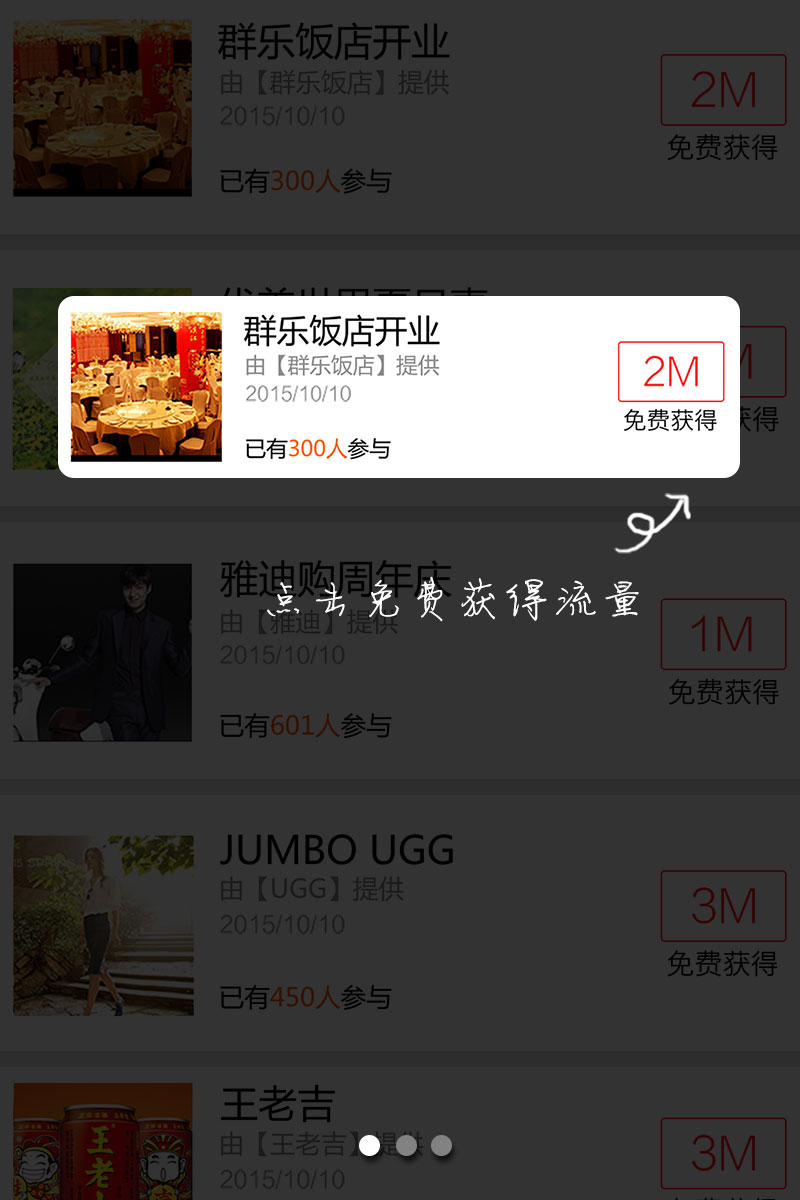 群乐饭店开业
由【群乐饭店】提供
2015/10/10
已有300人参与
2M
免费获得
群乐饭店开业
由【群乐饭店】提供
2015/10/10
已有300人参与
2M
免费获得
点击免费获得流量
雅迪购周年庆
由【雅迪】提供
2015/10/10
已有601人参与
1M
免费获得
JUMBO UGG
由【UGG】提供
2015/10/10
已有450人参与
3M
免费获得
王老吉
由【王老吉】提供
2015/10/10
3M